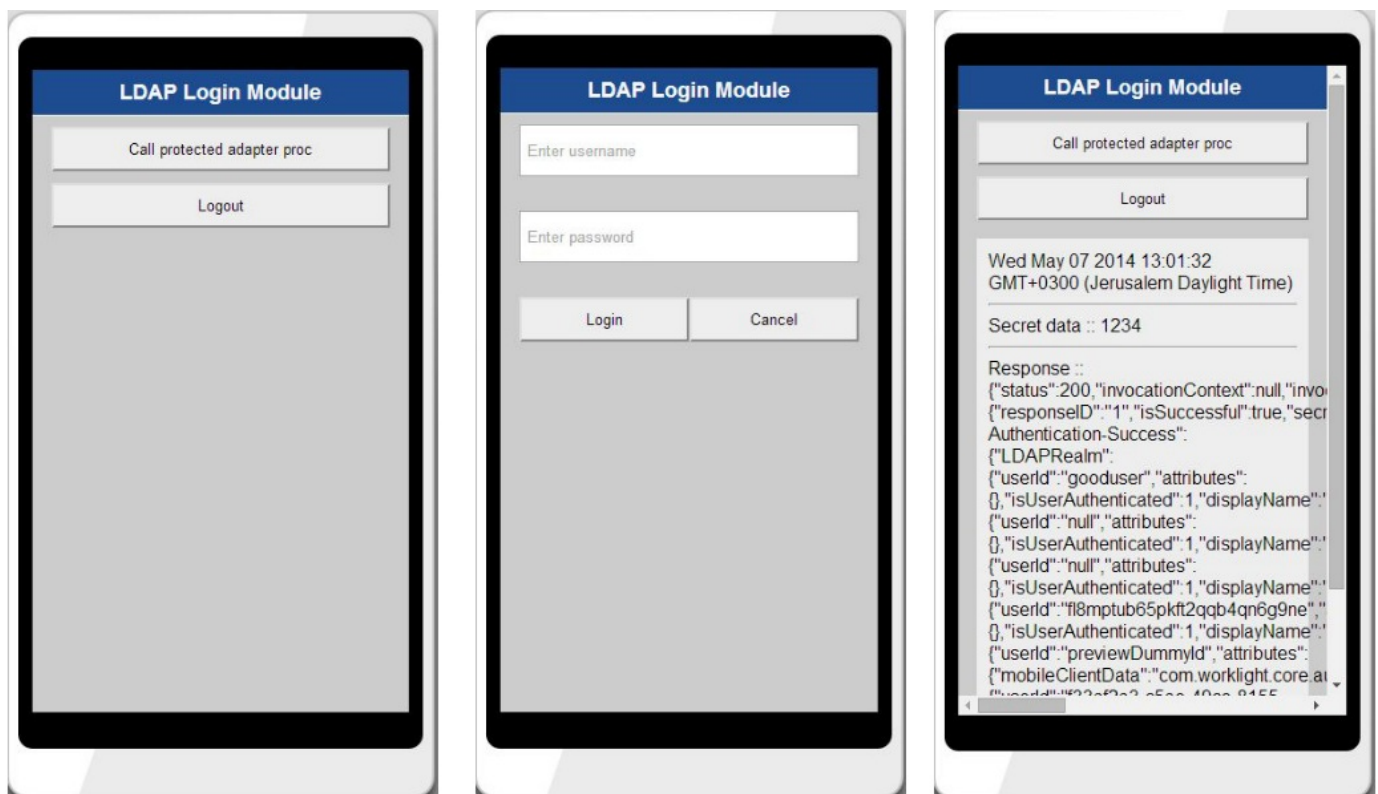 LDAP Login Module
Call protected adapter proc
Logout
LDAP Login Module
Enter username
Enter password
Login Cancel
LDAP Login Module
Call protected adapter proc
Logout
Wed May 07 2014 13:01:32
GMT+0300 (Jerusalem Daylight Time)
Secret data :: 1234
Response ::
{"status":200,"invocationContext":null,"invo
{"responseID":"1","isSuccessful":true,"secr
Authentication-Success":
{"LDAPRealm":
{"userId":"gooduser","attributes":
{},"isUserAuthenticated":1,"displayName":"
{"userId":"null","attributes":
{},"isUserAuthenticated":1,"displayName":"
{"userId":"null","attributes":
{},"isUserAuthenticated":1,"displayName":"
{"userId":"fl8mptub65pkft2qqb4qn6g9ne","
{},"isUserAuthenticated":1,"displayName":"
{"userId":"previewDummyId","attributes":
{"mobileClientData":"com.worklight.core.au